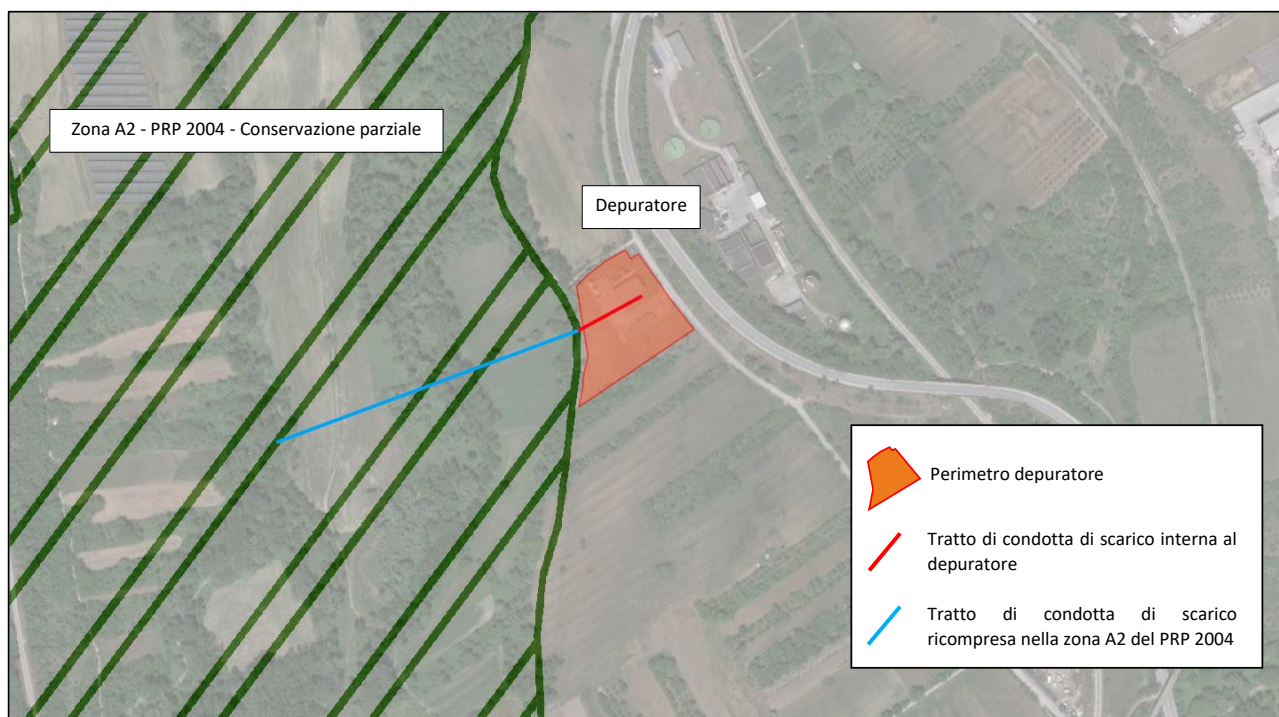 Zona A2 - PRP 2004 - Conservazione parziale
Depuratore
Perimetro depuratore
Tratto di condotta di scarico interna al
depuratore
Tratto di condotta di scarico
ricompresa nella zona A2 del PRP 2004